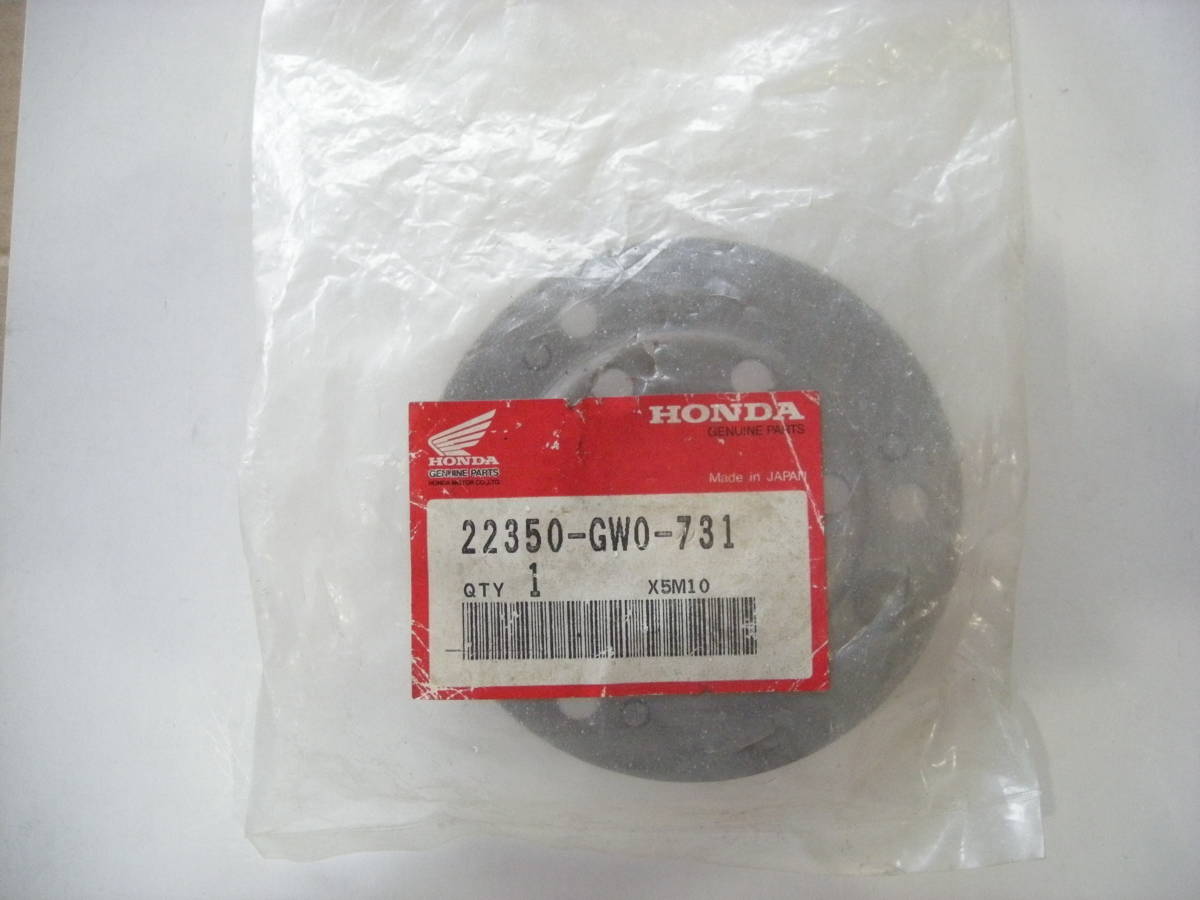 HONDA
GENUINE PARTS
HONDA MOTOR CO.,LTD.
HONDA
GENUINE PARTS
Made in JAPAN
22350-GW0-731
QTY 1 X5M10